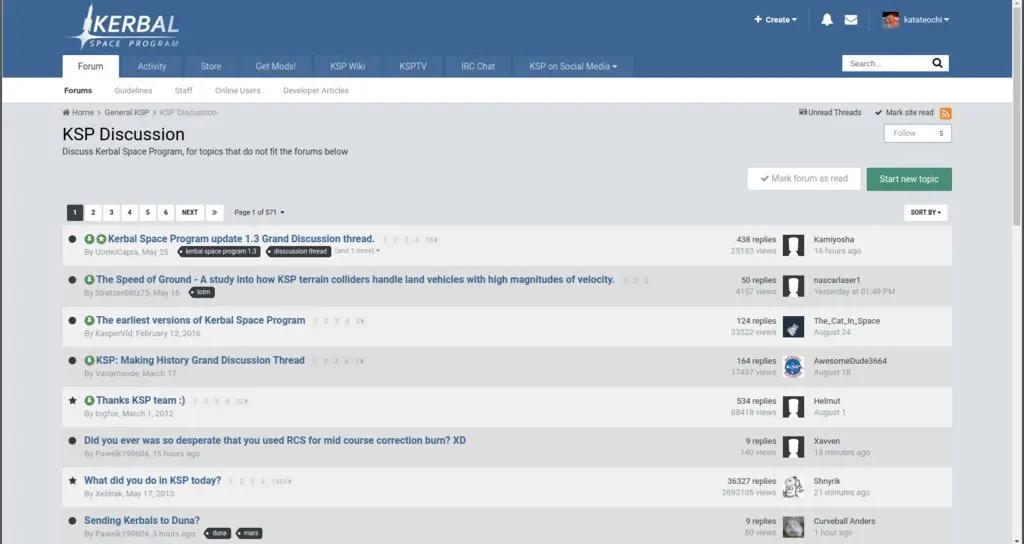 KERBAL
SPACE PROGRAM
+ Create
katateochi
Forum Activity Store Get Mods! KSP Wiki KSPTV IRC Chat KSP on Social Media
Search...
Forums Guidelines Staff Online Users Developer Articles
Home > General KSP > KSP Discussion
Unread Threads Mark site read
KSP Discussion
Follow 5
Discuss Kerbal Space Program, for topics that do not fit the forums below
Mark forum as read Start new topic
1 2 3 4 5 6 NEXT » Page 1 of 571
SORT BY
Kerbal Space Program update 1.3 Grand Discussion thread. 1 2 3 4 18
By UomoCapra, May 25 kerbal space program 1.3 disscussion thread (and 1 more)
438 replies Kamiyosha
25183 views 16 hours ago
The Speed of Ground - A study into how KSP terrain colliders handle land vehicles with high magnitudes of velocity. 1 2 3
By Stratzenblitz75, May 16 totm
50 replies nascarlaser1
4157 views Yesterday at 01:49 PM
The earliest versions of Kerbal Space Program 1 2 3 4 5
By KasperVld, February 12, 2016
124 replies The_Cat_In_Space
33522 views August 24
KSP: Making History Grand Discussion Thread 1 2 3 4 7
By Vanamonde, March 17
164 replies AwesomeDude3664
17497 views August 18
Thanks KSP team :) 1 2 3 4 22
By togfox, March 1, 2012
534 replies Helmut
88418 views August 1
Did you ever was so desperate that you used RCS for mid course correction burn? XD
By Pawelk198604, 15 hours ago
9 replies Xavven
140 views 18 minutes ago
What did you do in KSP today? 1 2 3 4 1454
By Xeldrak, May 17, 2013
36327 replies Shnyrik
2892105 views 21 minutes ago
Sending Kerbals to Duna?
By Pawelk198604, 3 hours ago duna mars
9 replies Curveball Anders
80 views 1 hour ago